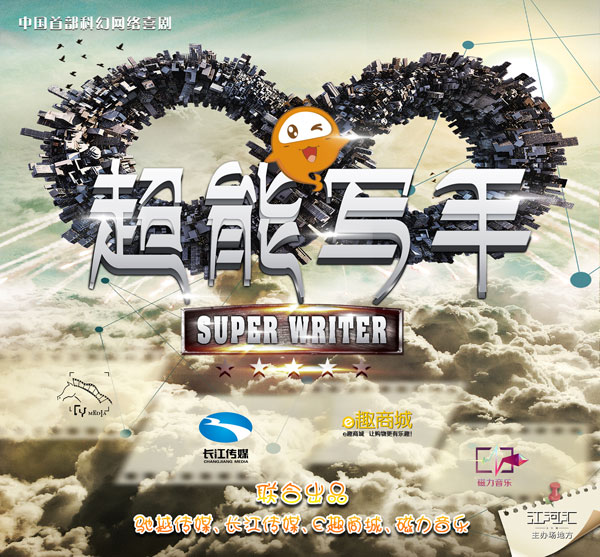 中国首部科幻网络喜剧
超能写手
SUPER WRITER
CY MEDIA
长江传媒
CHANGJIANG MEDIA
e趣商城
e趣商城 让购物更有乐趣!
磁力音乐
联合出品
驰越传媒、长江传媒、e趣商城、磁力音乐
江河汇
主办场地方